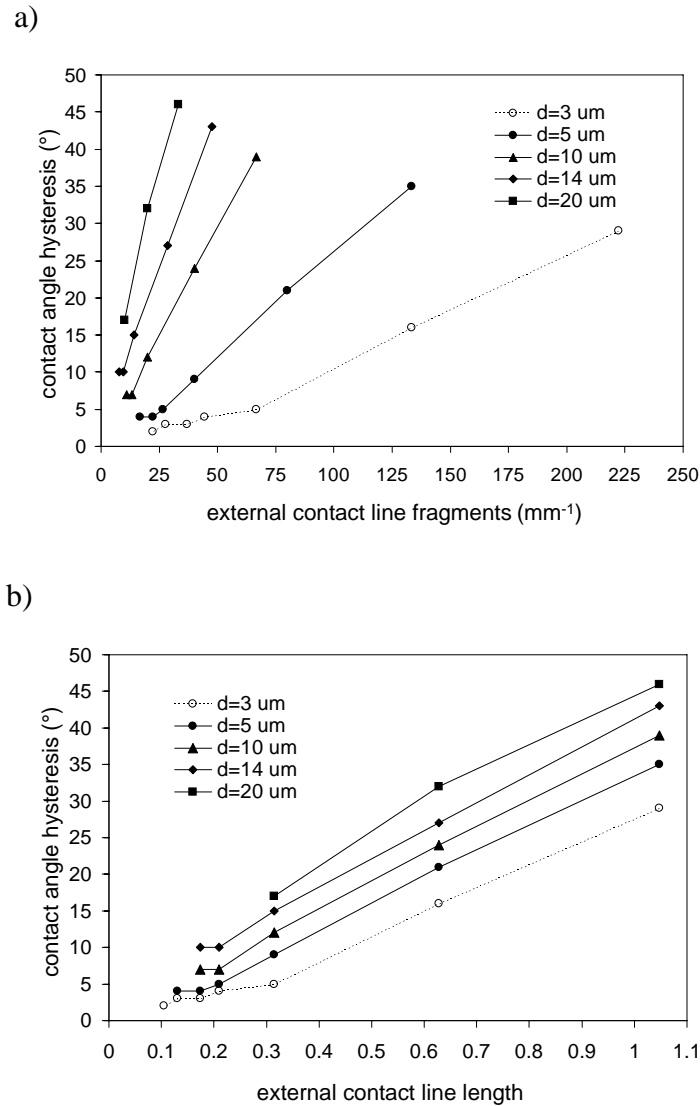 a)
50
45
40
35
30
25
20
15
10
5
0
contact angle hysteresis (°)
d=3 um
d=5 um
d=10 um
d=14 um
d=20 um
0 25 50 75 100 125 150 175 200 225 250
external contact line fragments (mm⁻¹)
b)
50
45
40
35
30
25
20
15
10
5
0
contact angle hysteresis (°)
d=3 um
d=5 um
d=10 um
d=14 um
d=20 um
0 0.1 0.2 0.3 0.4 0.5 0.6 0.7 0.8 0.9 1 1.1
external contact line length